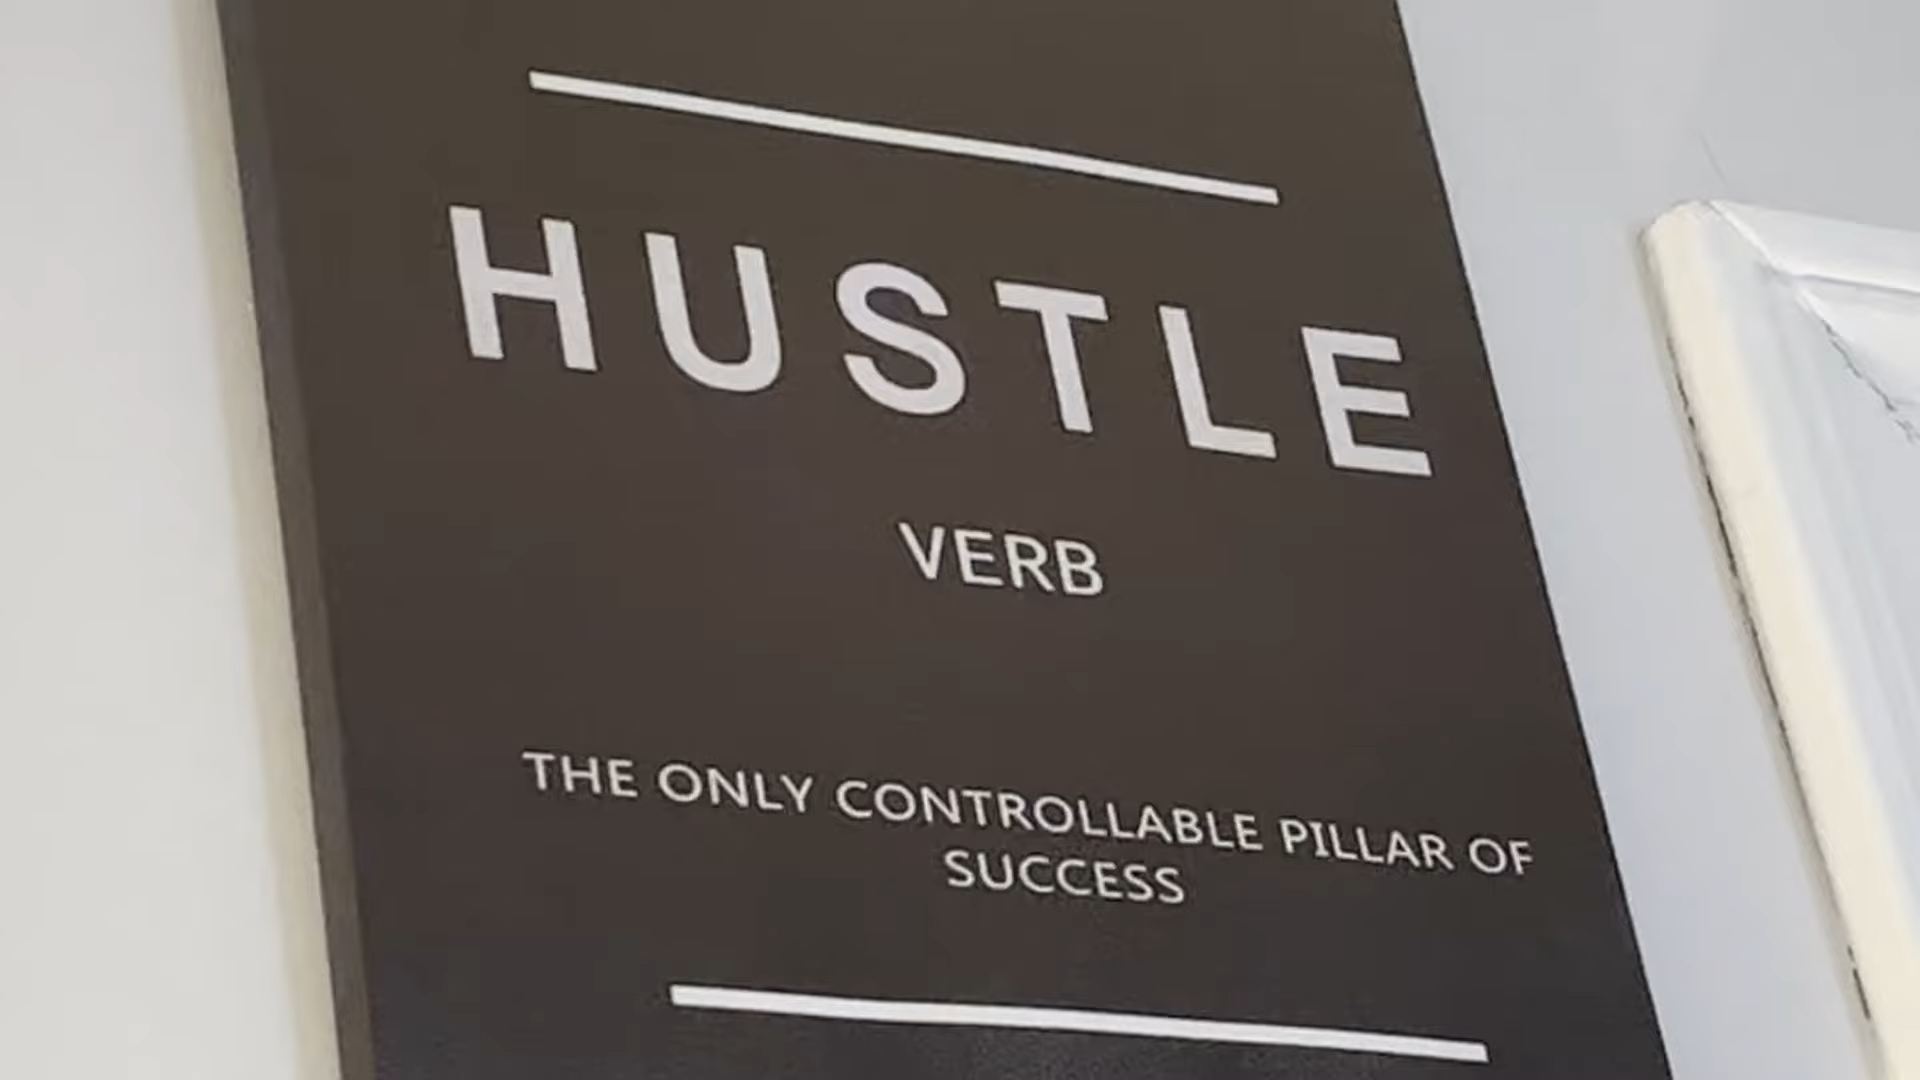 HUSTLE
VERB
THE ONLY CONTROLLABLE PILLAR OF
SUCCESS